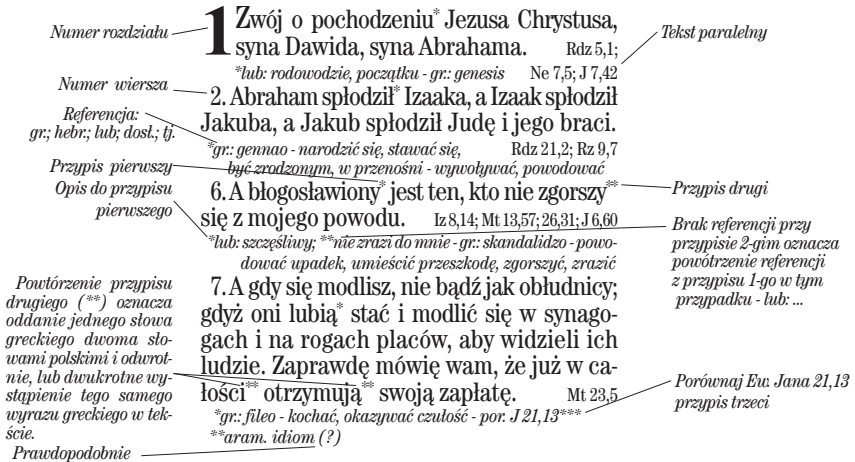 Numer rozdziału
1 Zwój o pochodzeniu* Jezusa Chrystusa,
syna Dawida, syna Abrahama. Rdz 5,1;
Tekst paralelny
*lub: rodowodzie, początku - gr.: genesis Ne 7,5; J 7,42
Numer wiersza
2. Abraham spłodził* Izaaka, a Izaak spłodził
Jakuba, a Jakub spłodził Judę i jego braci.
Referencja:
gr.; hebr.; lub; dosł.; tj.
*gr.: gennao - narodzić się, stawać się, Rdz 21,2; Rz 9,7
być zrodzonym, w przenośni - wywoływać, powodować
Przypis pierwszy
Opis do przypisu
pierwszego
6. A błogosławiony* jest ten, kto nie zgorszy**
się z mojego powodu. Iz 8,14; Mt 13,57; 26,31; J 6,60
Przypis drugi
*lub: szczęśliwy; **nie zrazi do mnie - gr.: skandalidzo - powo-
dować upadek, umieścić przeszkodę, zgorszyć, zrazić
Brak referencji przy
przypisie 2-gim oznacza
powótrzenie referencji
z przypisu 1-go w tym
przypadku - lub: ...
Powtórzenie przypisu
drugiego (**) oznacza
oddanie jednego słowa
greckiego dwoma sło-
wami polskimi i odwrot-
nie, lub dwukrotne wy-
stąpienie tego samego
wyrazu greckiego w tek-
ście.
7. A gdy się modlisz, nie bądź jak obłudnicy;
gdyż oni lubią* stać i modlić się w synago-
gach i na rogach placów, aby widzieli ich
ludzie. Zaprawdę mówię wam, że już w ca-
łości** otrzymują** swoją zapłatę. Mt 23,5
*gr.: fileo - kochać, okazywać czułość - por. J 21,13***
**aram. idiom (?)
Porównaj Ew. Jana 21,13
przypis trzeci
Prawdopodobnie